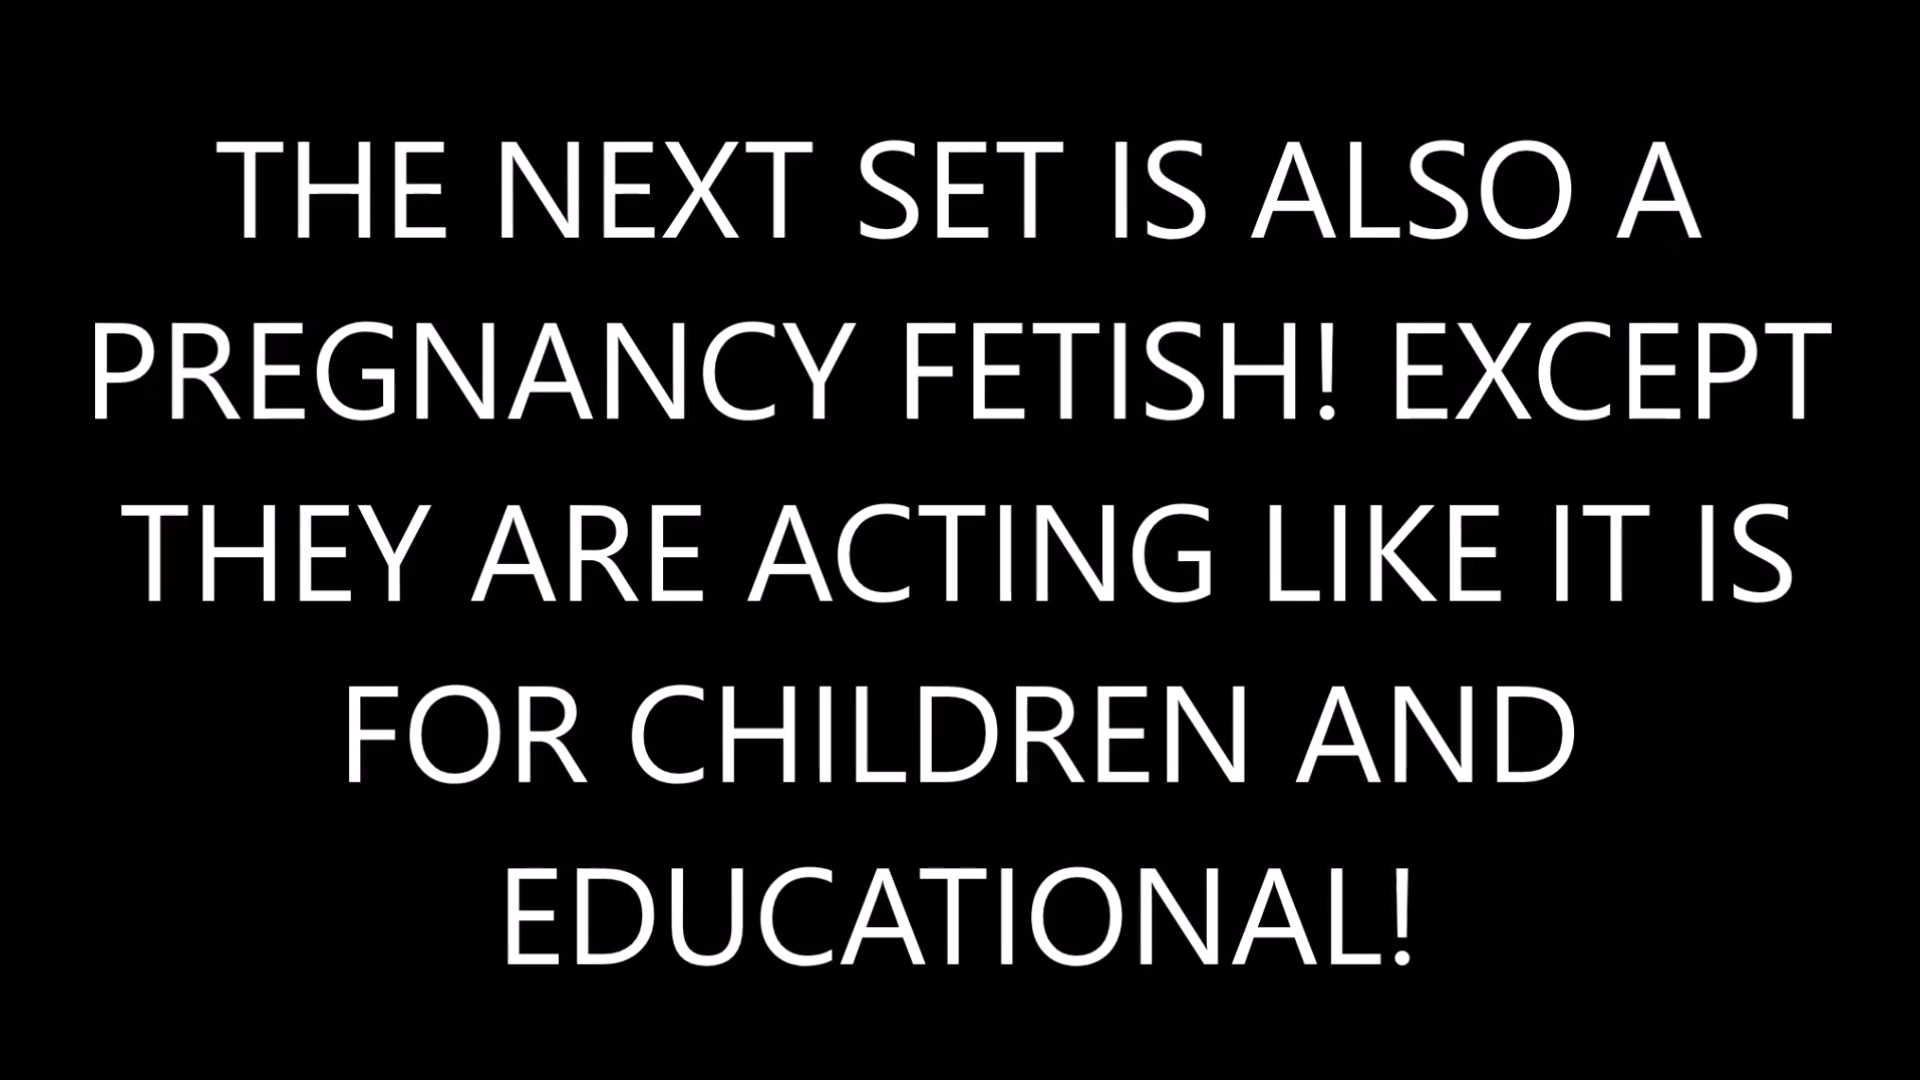 THE NEXT SET IS ALSO A
PREGNANCY FETISH! EXCEPT
THEY ARE ACTING LIKE IT IS
FOR CHILDREN AND
EDUCATIONAL!